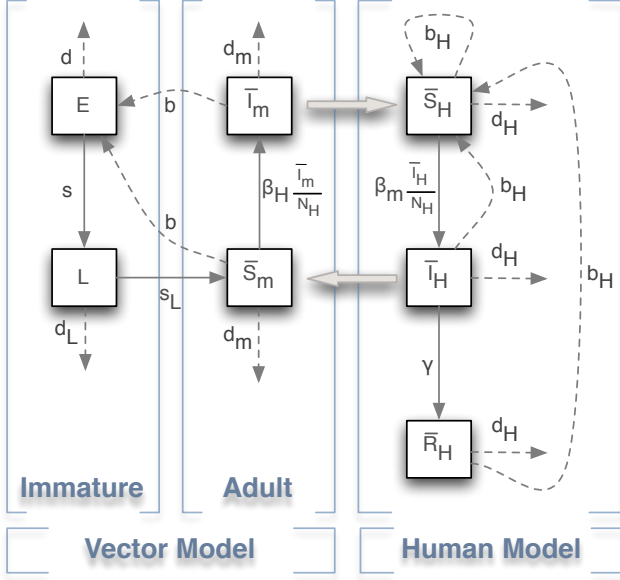 b_H
d
d_m
E
b
Ī_m
S̄_H
d_H
s
β_H Ī_m/N_H
β_m Ī_H/N_H
b_H
b
L
s_L
S̄_m
Ī_H
d_H
b_H
d_L
d_m
γ
R̄_H
d_H
Immature
Adult
Vector Model
Human Model